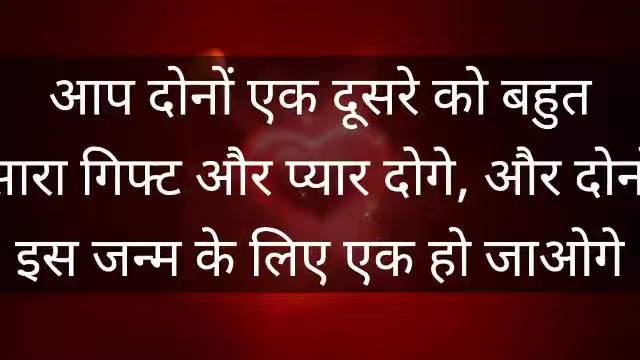 आप दोनों एक दूसरे को बहुत
सारा गिफ्ट और प्यार दोगे, और दोनों
इस जन्म के लिए एक हो जाओगे